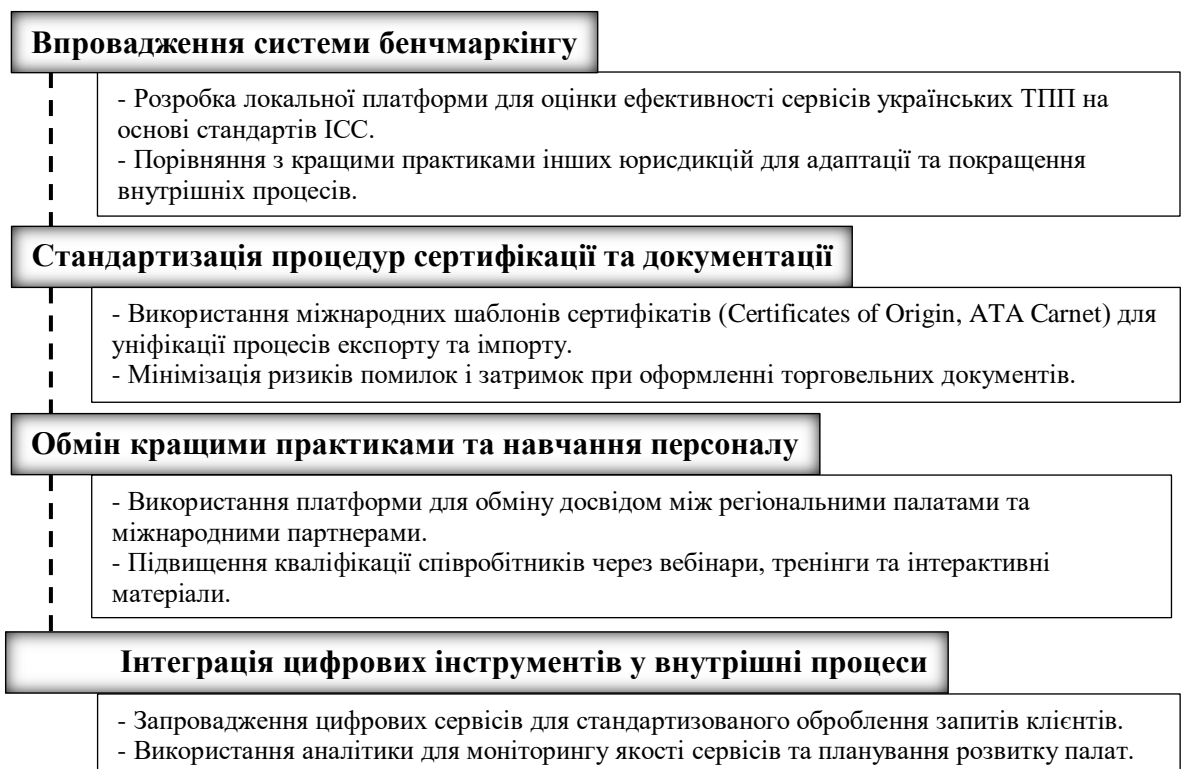 Впровадження системи бенчмаркінгу
- Розробка локальної платформи для оцінки ефективності сервісів українських ТПП на
основі стандартів ICC.
- Порівняння з кращими практиками інших юрисдикцій для адаптації та покращення
внутрішніх процесів.
Стандартизація процедур сертифікації та документації
- Використання міжнародних шаблонів сертифікатів (Certificates of Origin, ATA Carnet) для
уніфікації процесів експорту та імпорту.
- Мінімізація ризиків помилок і затримок при оформленні торговельних документів.
Обмін кращими практиками та навчання персоналу
- Використання платформи для обміну досвідом між регіональними палатами та
міжнародними партнерами.
- Підвищення кваліфікації співробітників через вебінари, тренінги та інтерактивні
матеріали.
Інтеграція цифрових інструментів у внутрішні процеси
- Запровадження цифрових сервісів для стандартизованого оброблення запитів клієнтів.
- Використання аналітики для моніторингу якості сервісів та планування розвитку палат.